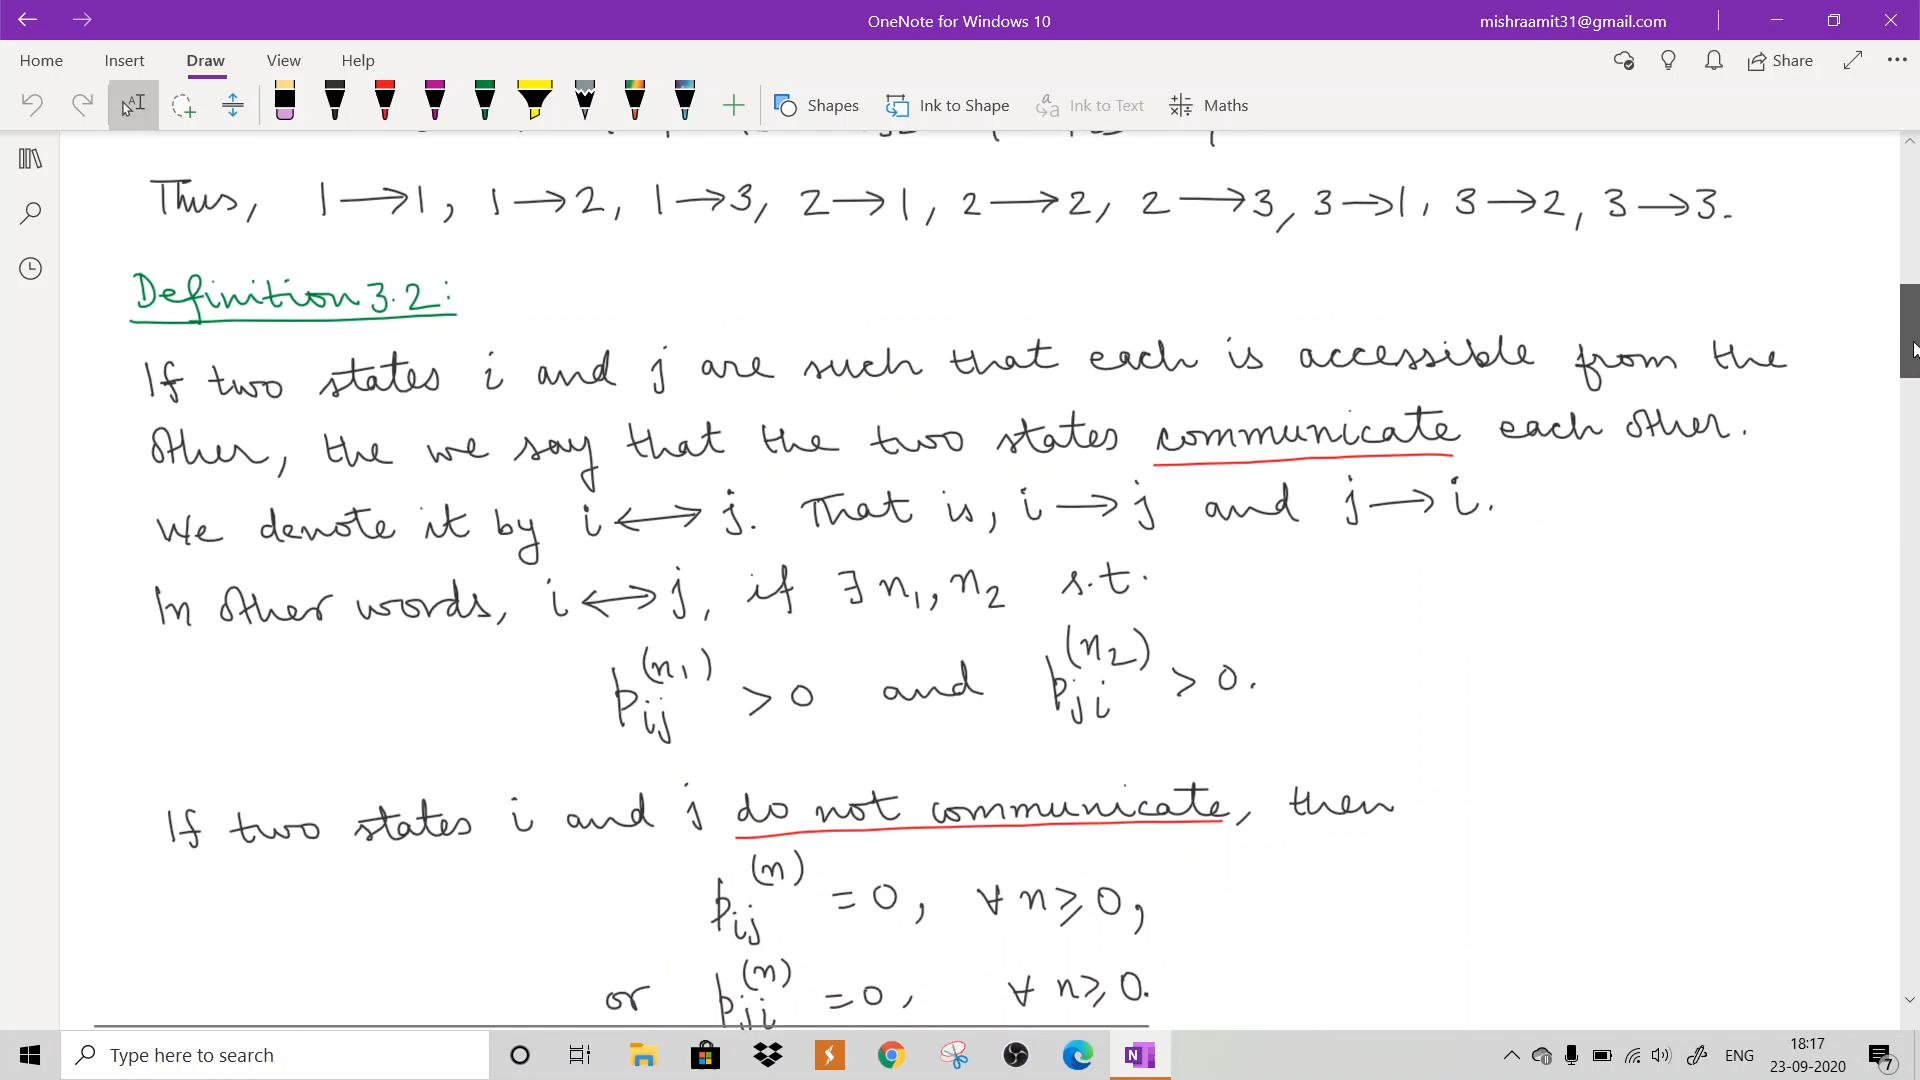 OneNote for Windows 10
mishraamit31@gmail.com
Home Insert Draw View Help
Share
Shapes Ink to Shape Ink to Text Maths
Thus, 1→1, 1→2, 1→3, 2→1, 2→2, 2→3, 3→1, 3→2, 3→3.
Definition 3.2:
If two states i and j are such that each is accessible from the
other, the we say that the two states communicate each other.
We denote it by i↔j. That is, i→j and j→i.
In other words, i↔j, if ∃ n₁, n₂ s.t.
p_ij^(n₁) > 0 and p_ji^(n₂) > 0.
If two states i and j do not communicate, then
p_ij^(n) = 0, ∀ n ≥ 0,
or p_ji^(n) = 0, ∀ n ≥ 0.
Type here to search
ENG
18:17
23-09-2020
7